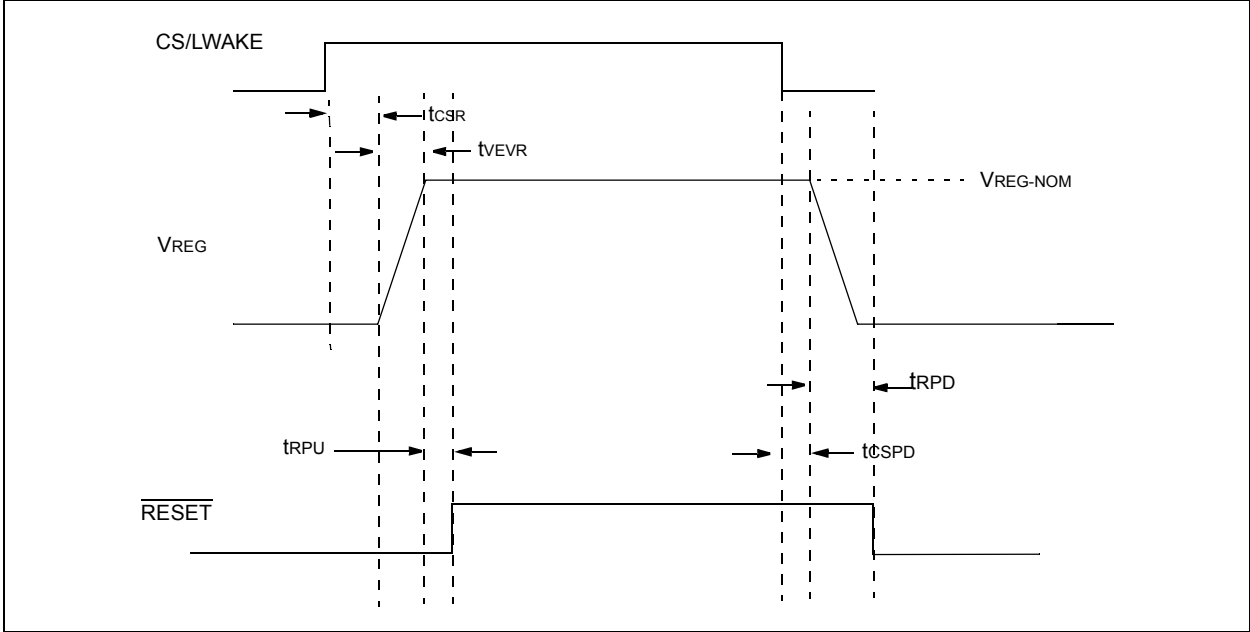 CS/LWAKE
tCSR
tVEVR
VREG-NOM
VREG
tRPD
tRPU
tCSPD
RESET